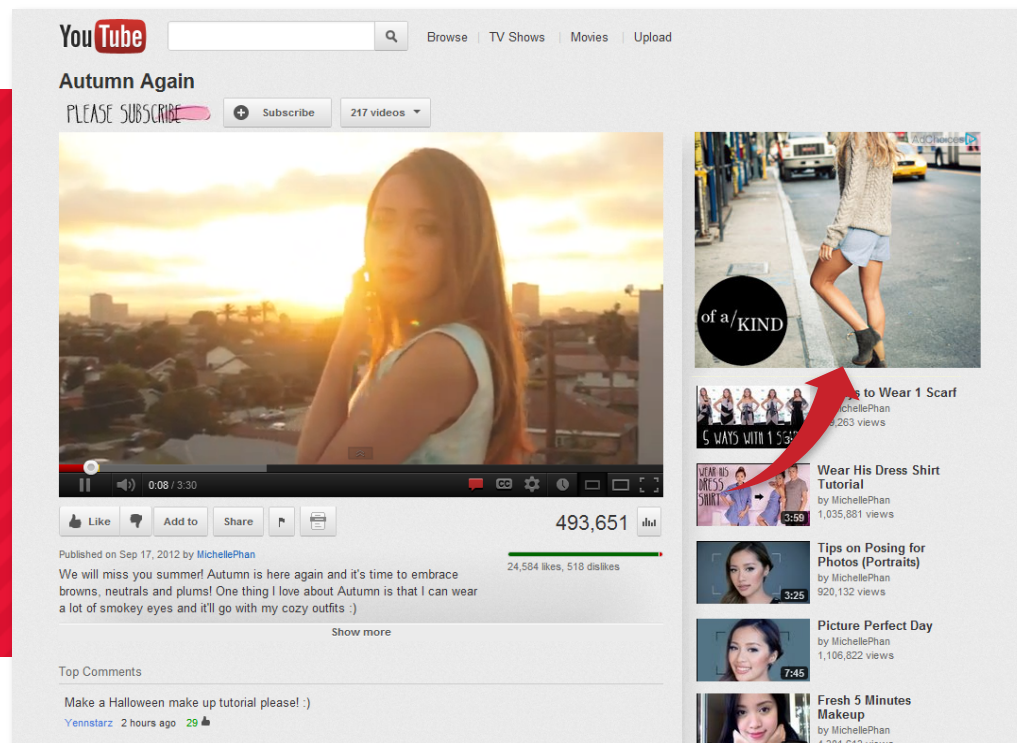 YouTube
Browse | TV Shows | Movies | Upload
Autumn Again
PLEASE SUBSCRIBE
Subscribe
217 videos
AdChoices
of a/KIND
0:08 / 3:30
CC
Like
Add to
Share
493,651
Published on Sep 17, 2012 by MichellePhan
24,584 likes, 518 dislikes
We will miss you summer! Autumn is here again and it's time to embrace
browns, neutrals and plums! One thing I love about Autumn is that I can wear
a lot of smokey eyes and it'll go with my cozy outfits :)
Show more
Top Comments
Make a Halloween make up tutorial please! :)
Yennstarz 2 hours ago 29
5 WAYS WITH 1
to Wear 1 Scarf
views
WEAR HIS
DRESS
SHIRT
3:59
Wear His Dress Shirt
Tutorial
by MichellePhan
1,035,881 views
3:25
Tips on Posing for
Photos (Portraits)
by MichellePhan
920,132 views
7:45
Picture Perfect Day
by MichellePhan
1,106,822 views
Fresh 5 Minutes
Makeup
by MichellePhan
views